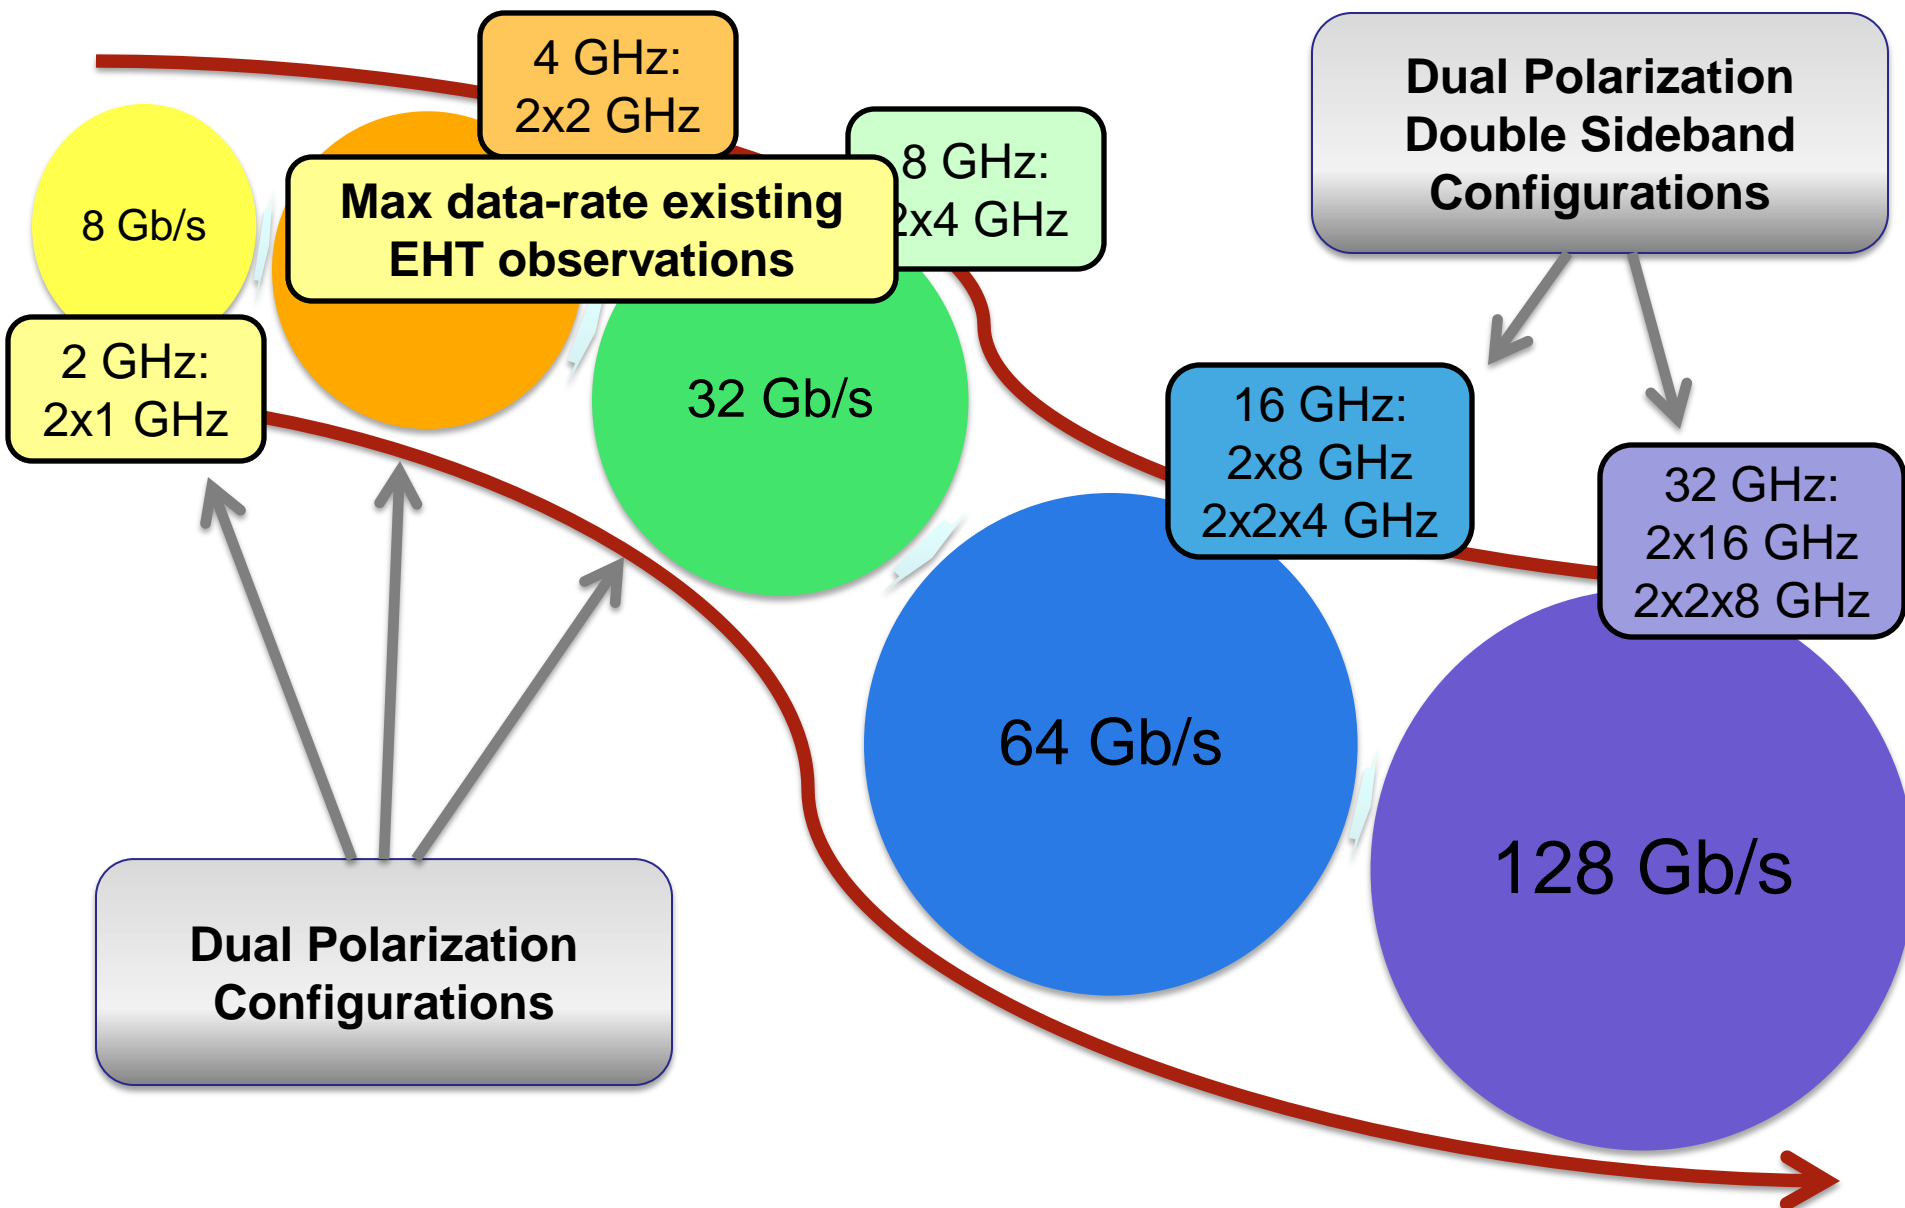 4 GHz:
2x2 GHz
Dual Polarization
Double Sideband
Configurations
8 GHz:
2x4 GHz
Max data-rate existing
EHT observations
8 Gb/s
2 GHz:
2x1 GHz
32 Gb/s
16 GHz:
2x8 GHz
2x2x4 GHz
32 GHz:
2x16 GHz
2x2x8 GHz
64 Gb/s
128 Gb/s
Dual Polarization
Configurations